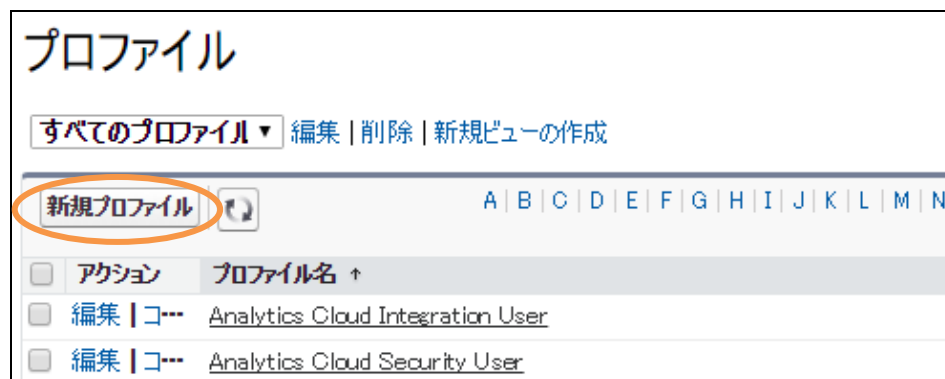 プロファイル
すべてのプロファイル ▼ 編集 | 削除 | 新規ビューの作成
新規プロファイル A | B | C | D | E | F | G | H | I | J | K | L | M | N
アクション プロファイル名 ↑
編集 | コ… Analytics Cloud Integration User
編集 | コ… Analytics Cloud Security User